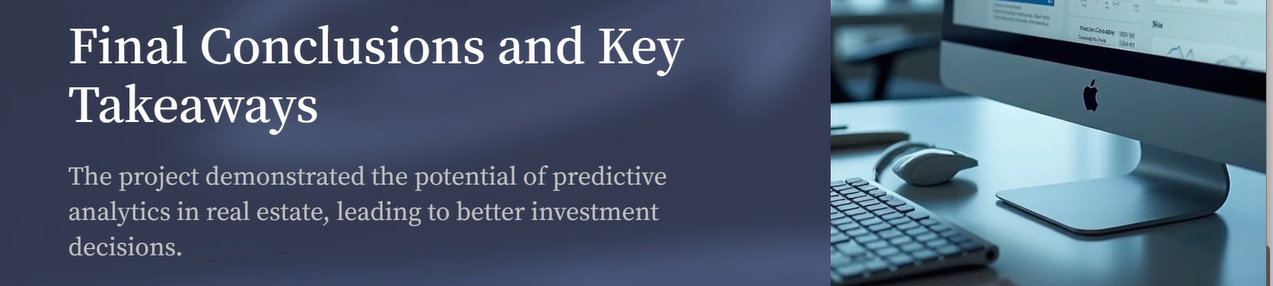 Final Conclusions and Key
Takeaways
The project demonstrated the potential of predictive
analytics in real estate, leading to better investment
decisions.